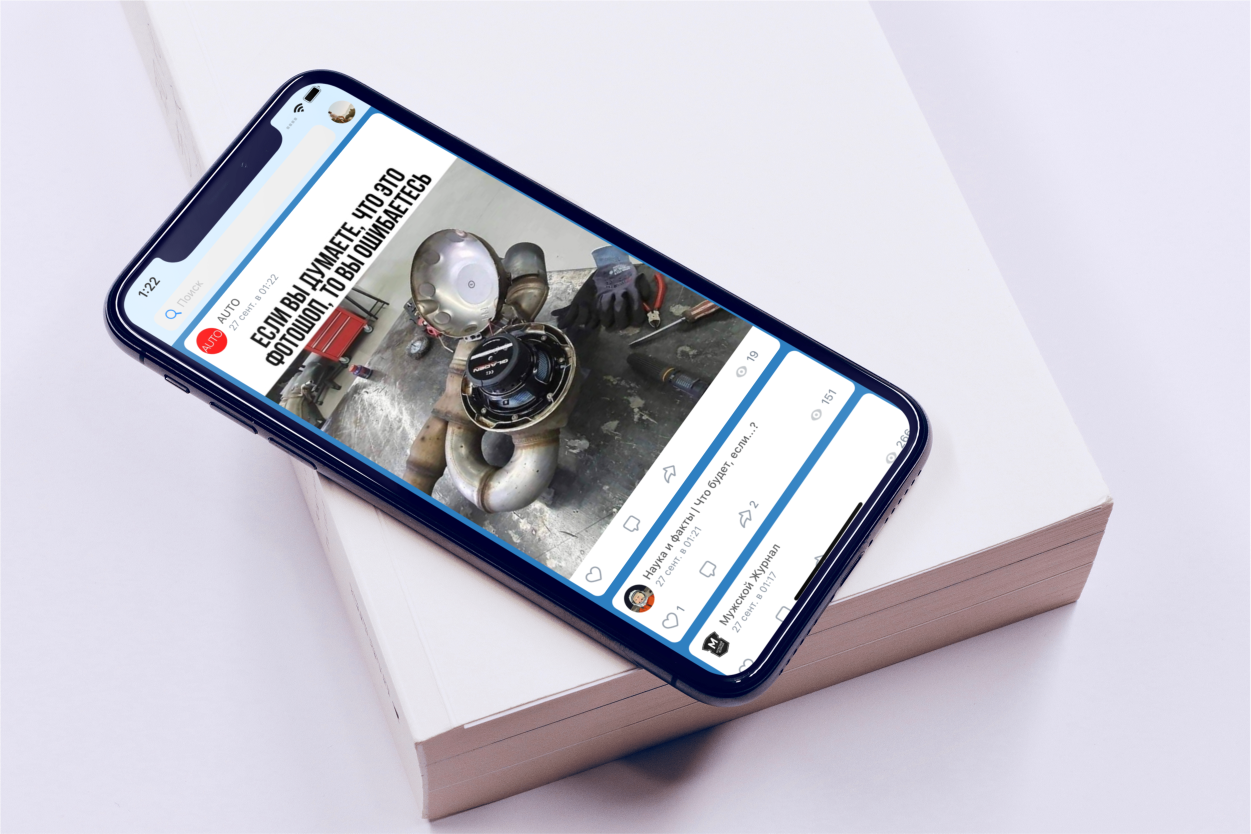 1:22
Поиск
AUTO
AUTO
27 сент. в 01:22
ЕСЛИ ВЫ ДУМАЕТЕ, ЧТО ЭТО
ФОТОШОП, ТО ВЫ ОШИБАЕТЕСЬ
GLADEN
19
Наука и факты | Что будет, если...?
27 сент. в 01:21
1
2
151
М
Мужской Журнал
27 сент. в 01:17
266